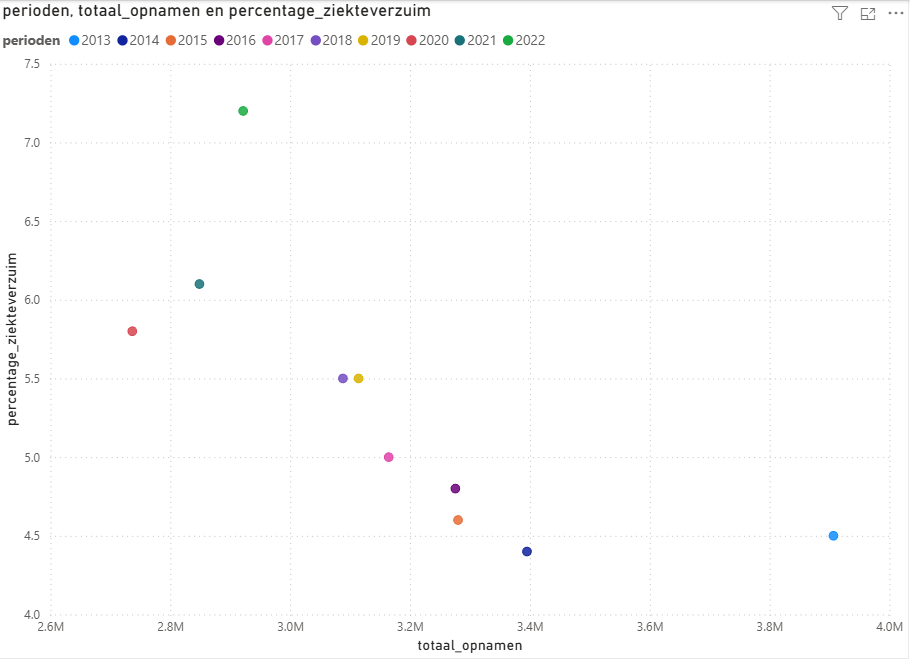 perioden, totaal_opnamen en percentage_ziekteverzuim
perioden 2013 2014 2015 2016 2017 2018 2019 2020 2021 2022
7.5
7.0
6.5
6.0
5.5
5.0
4.5
4.0
percentage_ziekteverzuim
2.6M 2.8M 3.0M 3.2M 3.4M 3.6M 3.8M 4.0M
totaal_opnamen